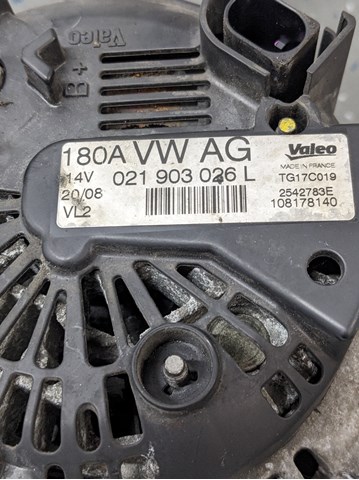 Valeo
B+
180A VW AG
14V 021 903 026 L
20/08
VL2
Valeo
MADE IN FRANCE
TG17C019
2542783E
108178140